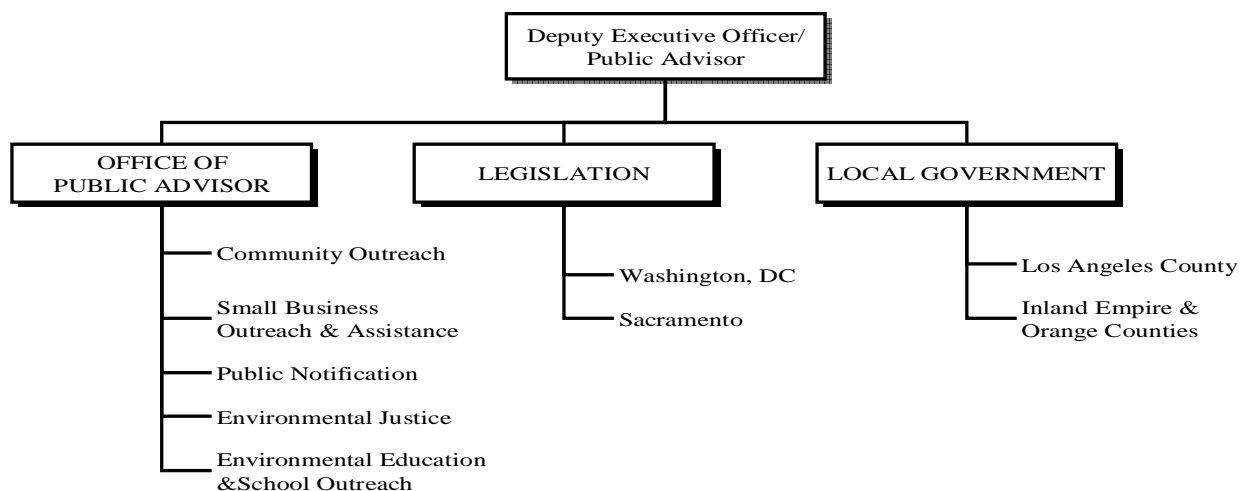 Deputy Executive Officer/
Public Advisor
OFFICE OF
PUBLIC ADVISOR
LEGISLATION
LOCAL GOVERNMENT
Community Outreach
Small Business
Outreach & Assistance
Public Notification
Environmental Justice
Environmental Education
&School Outreach
Washington, DC
Sacramento
Los Angeles County
Inland Empire &
Orange Counties